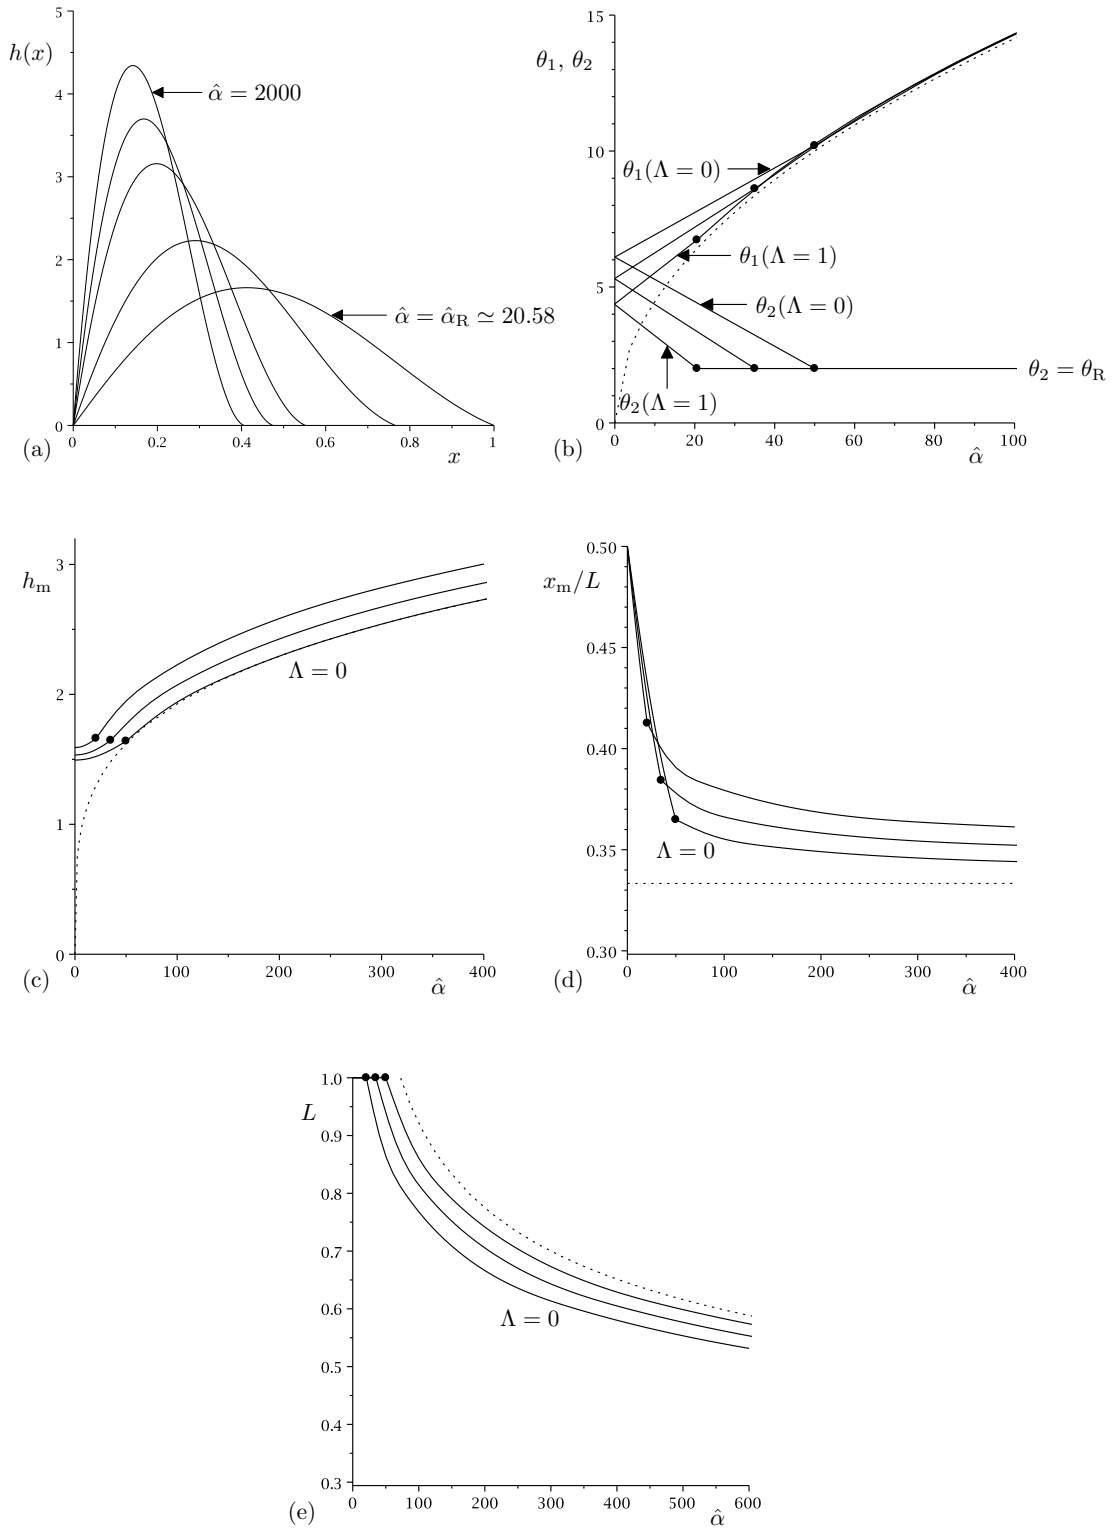 h(x)
5
4
3
2
1
0
α̂ = 2000
α̂ = α̂_R ≃ 20.58
0 0.2 0.4 0.6 0.8 1
x
(a)
θ₁, θ₂
15
10
5
0
θ₁(Λ = 0)
θ₁(Λ = 1)
θ₂(Λ = 0)
θ₂ = θ_R
θ₂(Λ = 1)
0 20 40 60 80 100
α̂
(b)
h_m
3
2
1
0
Λ = 0
0 100 200 300 400
α̂
(c)
x_m/L
0.50
0.45
0.40
0.35
0.30
Λ = 0
0 100 200 300 400
α̂
(d)
L
1.0
0.9
0.8
0.7
0.6
0.5
0.4
0.3
Λ = 0
0 100 200 300 400 500 600
α̂
(e)